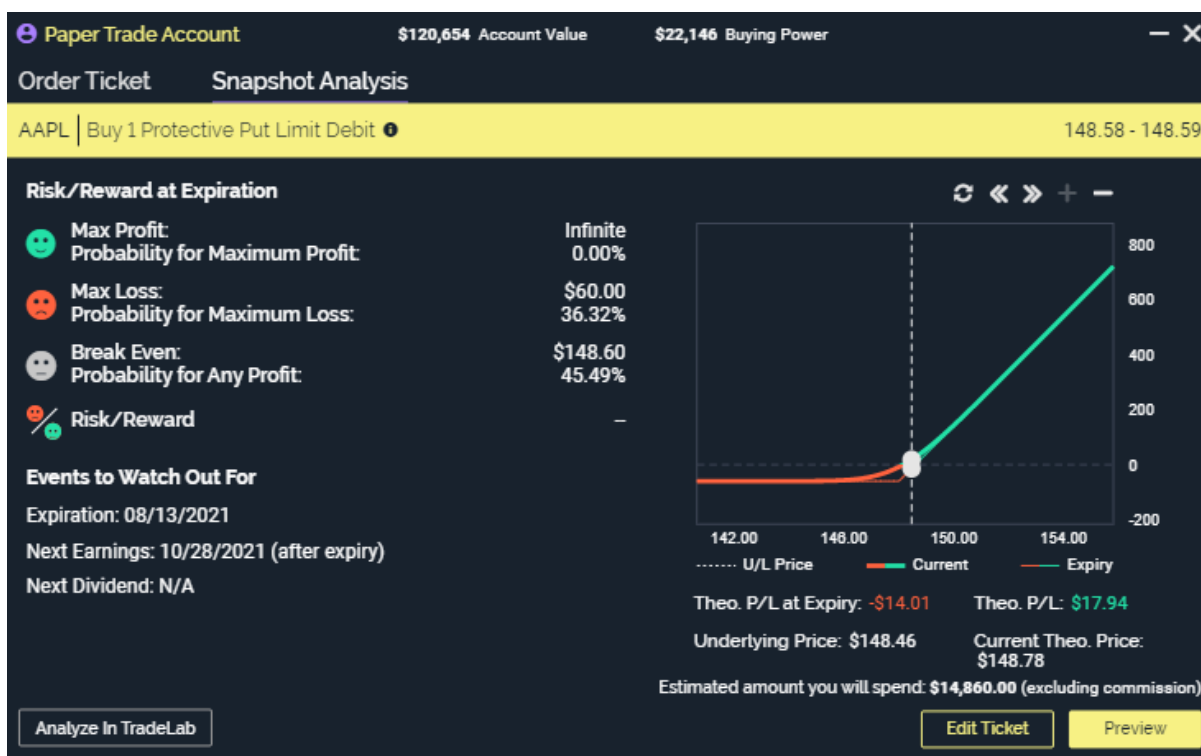 Paper Trade Account $120,654 Account Value $22,146 Buying Power
Order Ticket Snapshot Analysis
AAPL | Buy 1 Protective Put Limit Debit 148.58 - 148.59
Risk/Reward at Expiration
Max Profit: Infinite
Probability for Maximum Profit: 0.00%
Max Loss: $60.00
Probability for Maximum Loss: 36.32%
Break Even: $148.60
Probability for Any Profit: 45.49%
Risk/Reward –
Events to Watch Out For
Expiration: 08/13/2021
Next Earnings: 10/28/2021 (after expiry)
Next Dividend: N/A
800
600
400
200
0
-200
142.00 146.00 150.00 154.00
U/L Price Current Expiry
Theo. P/L at Expiry: -$14.01 Theo. P/L: $17.94
Underlying Price: $148.46 Current Theo. Price:
$148.78
Estimated amount you will spend: $14,860.00 (excluding commission)
Analyze In TradeLab Edit Ticket Preview